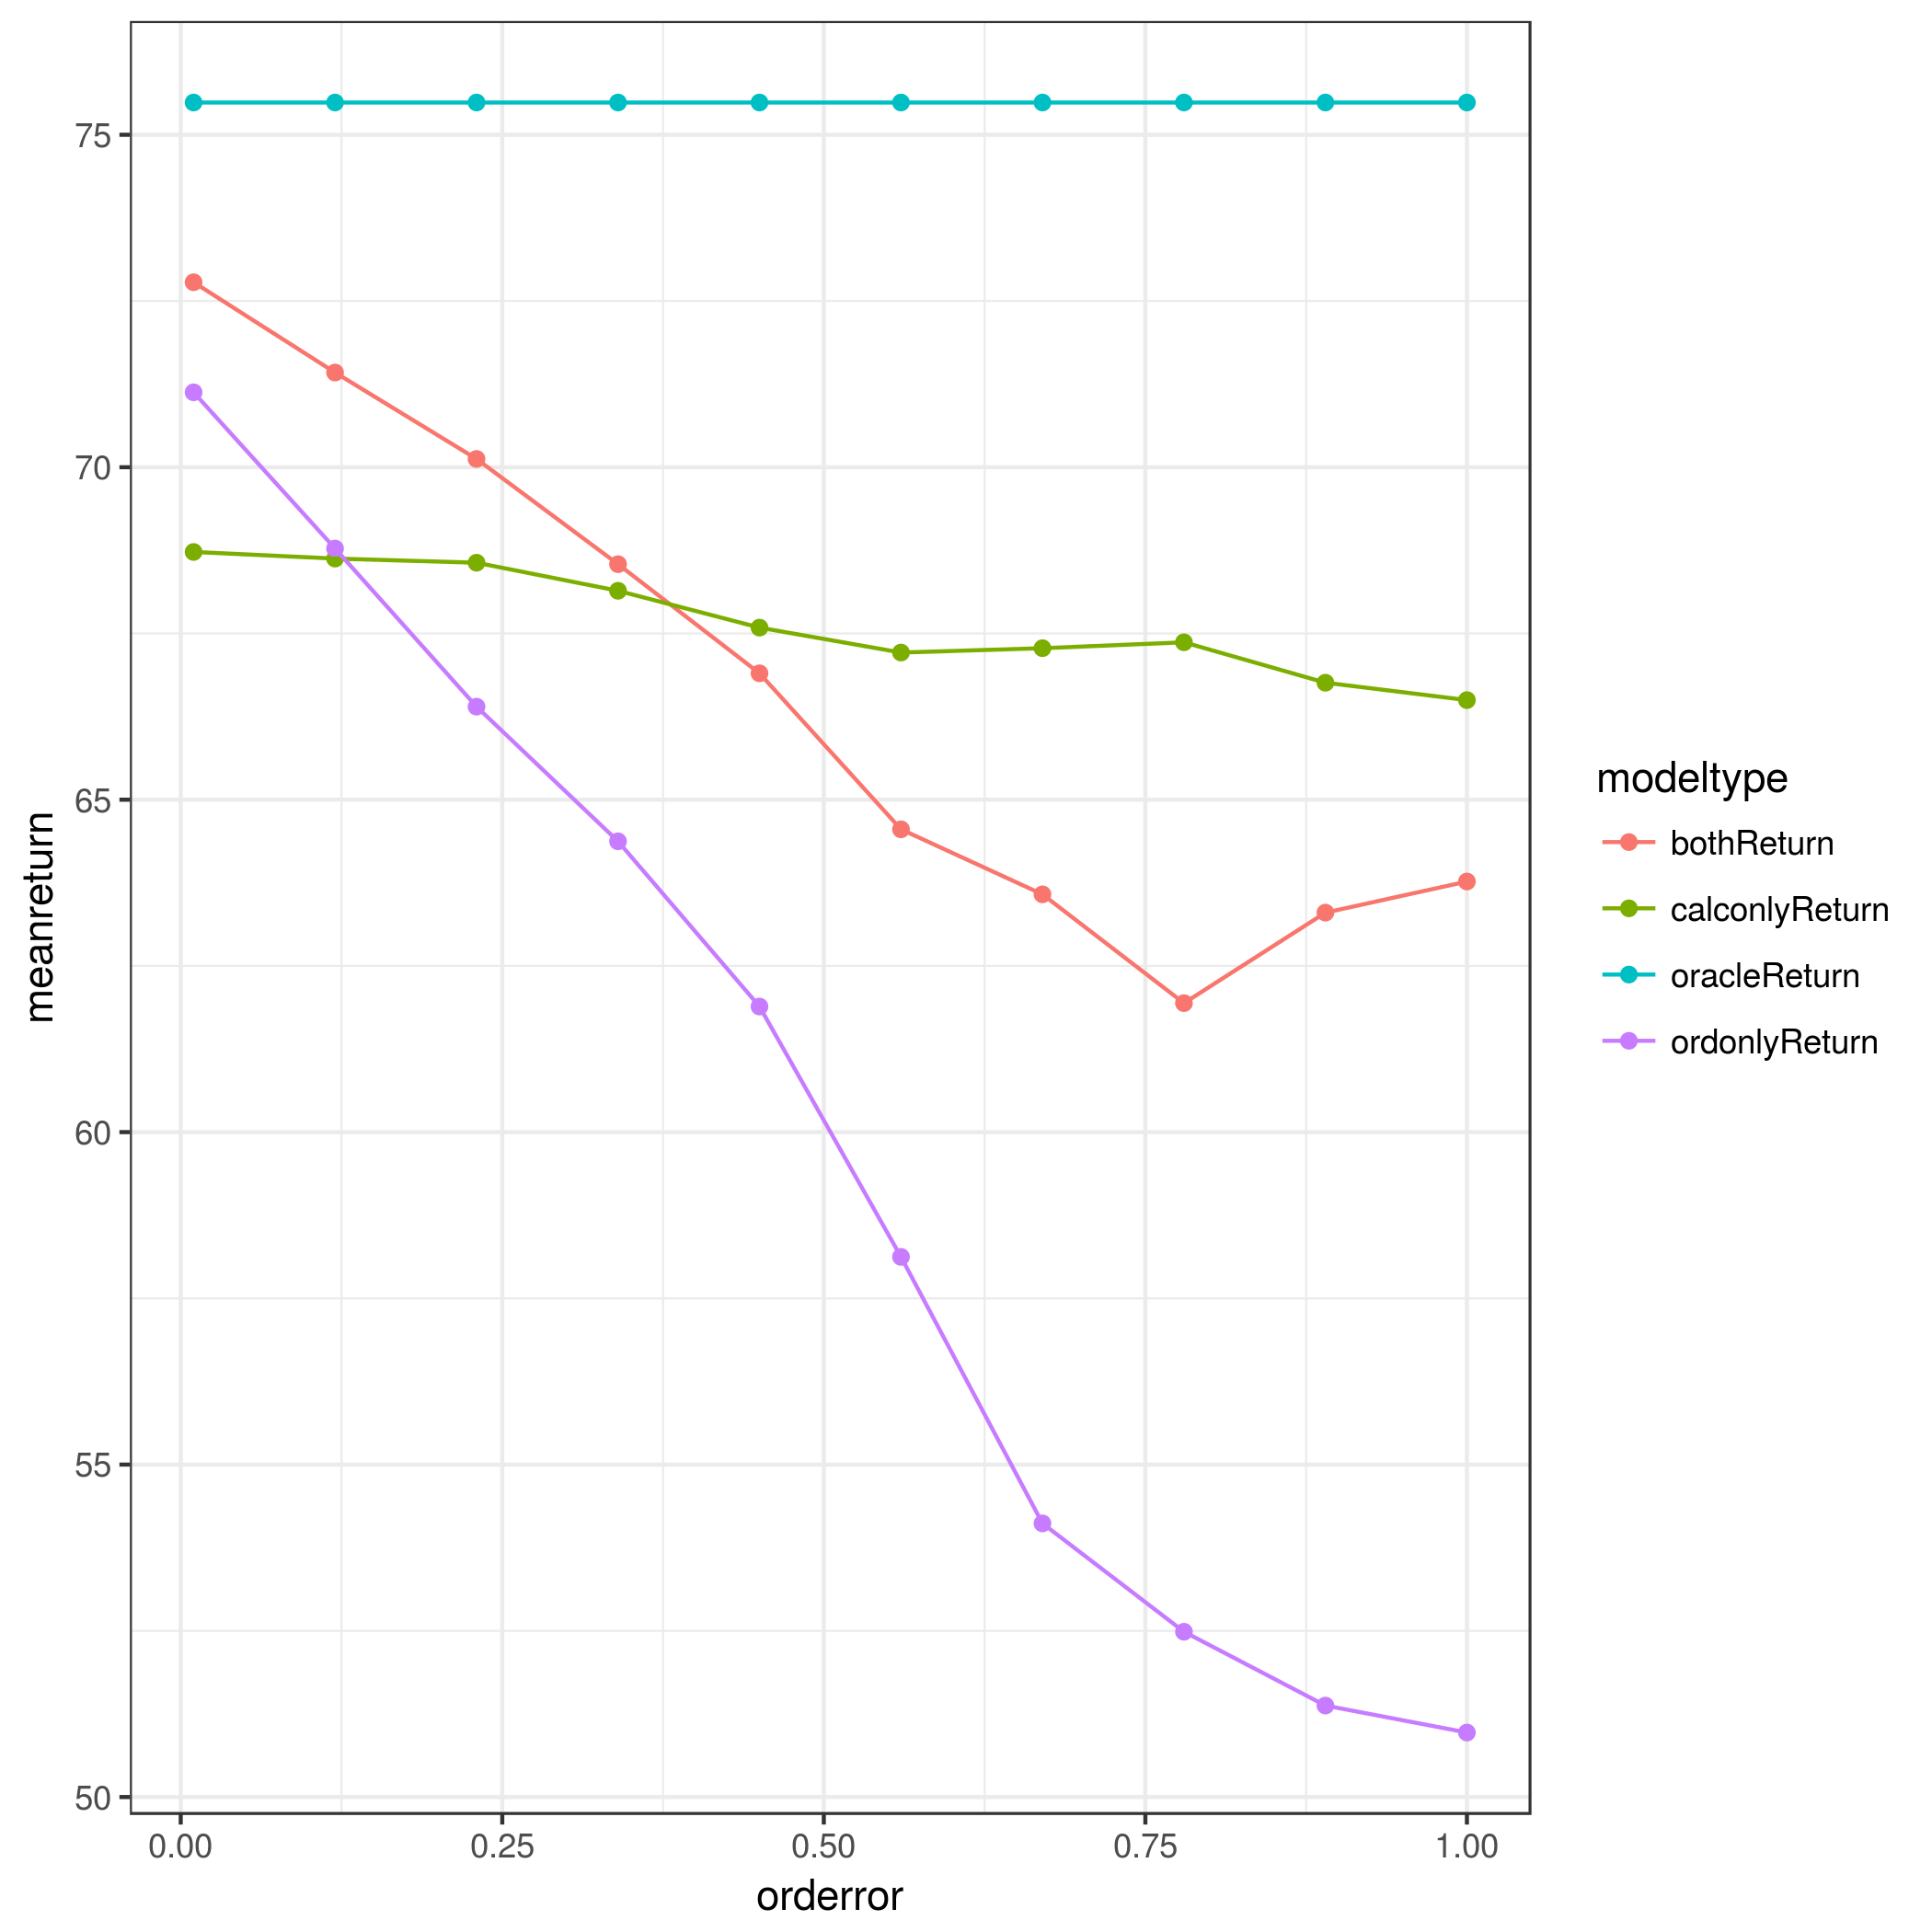 meanreturn
75
70
65
60
55
50
0.00 0.25 0.50 0.75 1.00
orderror
modeltype
bothReturn
calconlyReturn
oracleReturn
ordonlyReturn